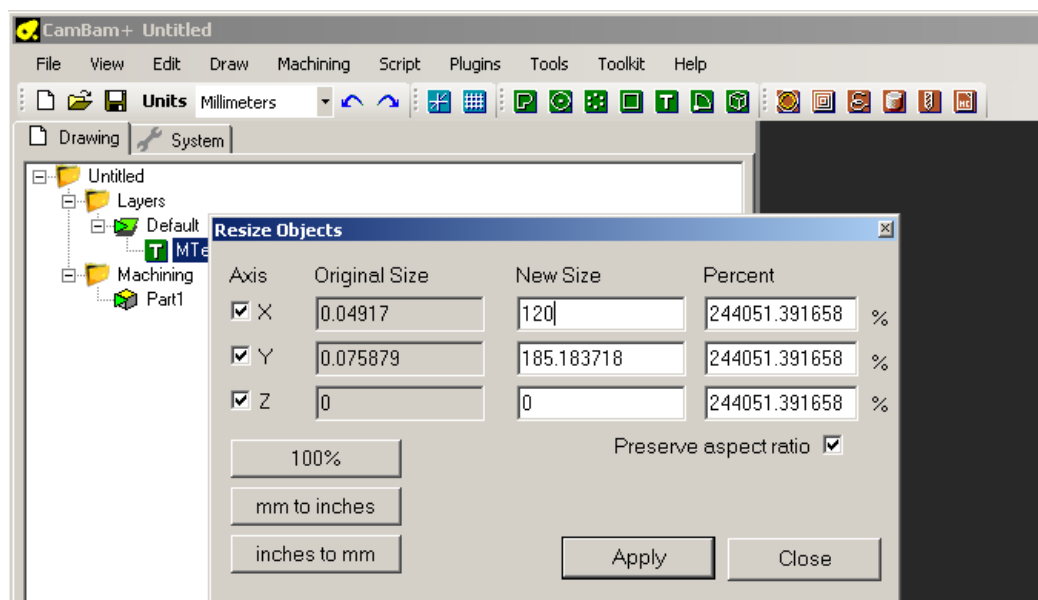 CamBam+ Untitled
File View Edit Draw Machining Script Plugins Tools Toolkit Help
Units Millimeters
Drawing System
Untitled
Layers
Default
T MTe
Machining
Part1
Resize Objects
Axis Original Size New Size Percent
X 0.04917 120 244051.391658 %
Y 0.075879 185.183718 244051.391658 %
Z 0 0 244051.391658 %
Preserve aspect ratio
100%
mm to inches
inches to mm
Apply Close